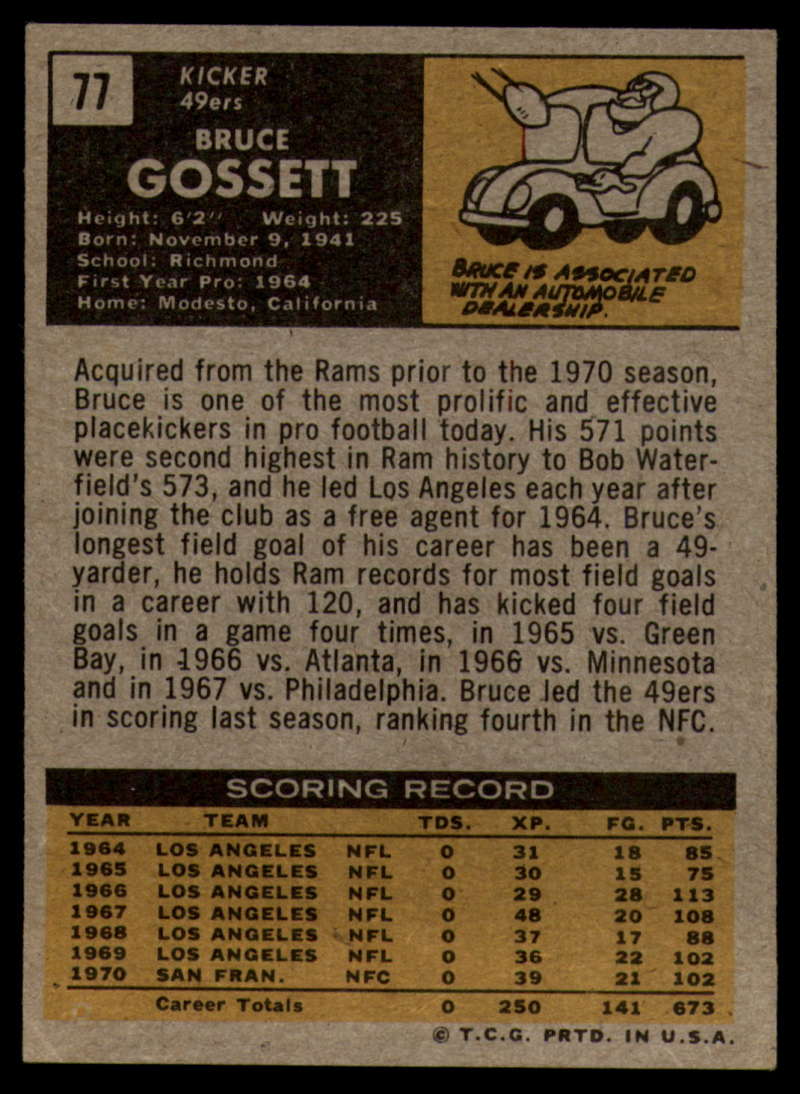 77
KICKER
49ers
BRUCE
GOSSETT
Height: 6'2" Weight: 225
Born: November 9, 1941
School: Richmond
First Year Pro: 1964
Home: Modesto, California
BRUCE IS ASSOCIATED
WITH AN AUTOMOBILE
DEALERSHIP.
Acquired from the Rams prior to the 1970 season,
Bruce is one of the most prolific and effective
placekickers in pro football today. His 571 points
were second highest in Ram history to Bob Water-
field's 573, and he led Los Angeles each year after
joining the club as a free agent for 1964. Bruce's
longest field goal of his career has been a 49-
yarder, he holds Ram records for most field goals
in a career with 120, and has kicked four field
goals in a game four times, in 1965 vs. Green
Bay, in 1966 vs. Atlanta, in 1966 vs. Minnesota
and in 1967 vs. Philadelphia. Bruce led the 49ers
in scoring last season, ranking fourth in the NFC.
SCORING RECORD
YEAR TEAM TDS. XP. FG. PTS.
1964 LOS ANGELES NFL 0 31 18 85
1965 LOS ANGELES NFL 0 30 15 75
1966 LOS ANGELES NFL 0 29 28 113
1967 LOS ANGELES NFL 0 48 20 108
1968 LOS ANGELES NFL 0 37 17 88
1969 LOS ANGELES NFL 0 36 22 102
1970 SAN FRAN. NFC 0 39 21 102
Career Totals 0 250 141 673
© T.C.G. PRTD. IN U.S.A.